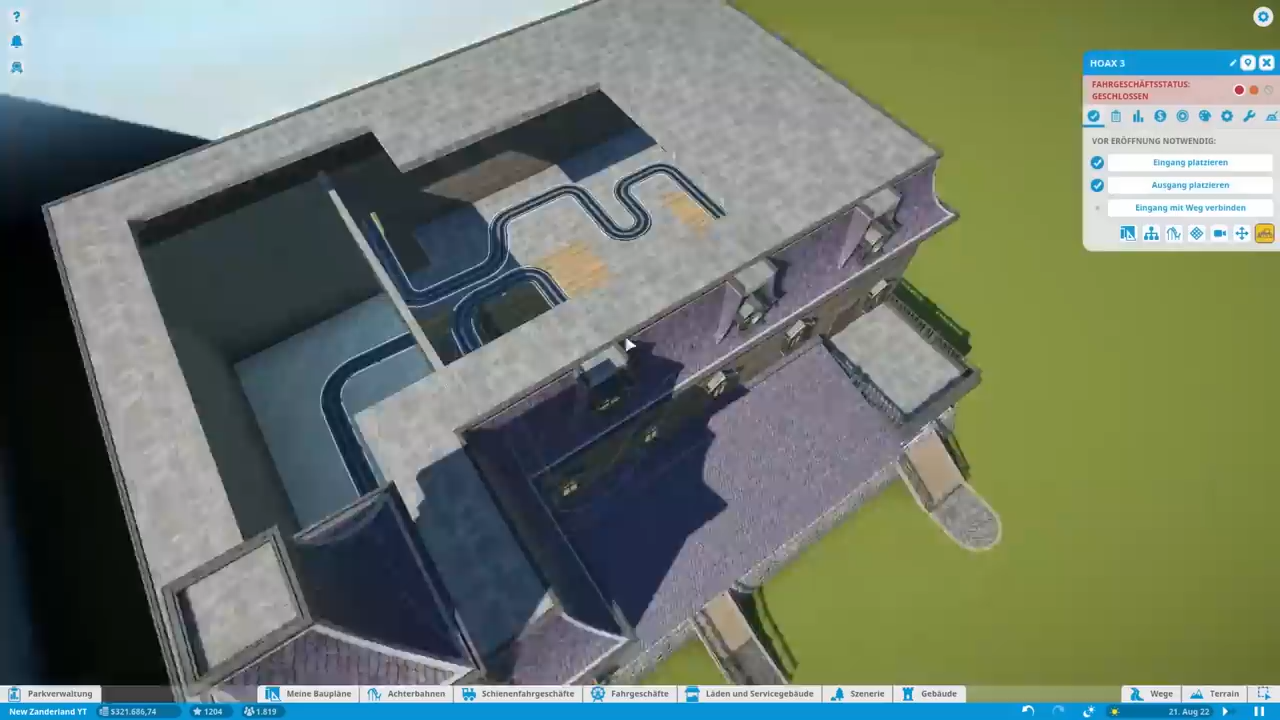 ?
HOAX 3
FAHRGESCHÄFTSSTATUS:
GESCHLOSSEN
VOR ERÖFFNUNG NOTWENDIG:
Eingang platzieren
Ausgang platzieren
Eingang mit Weg verbinden
Parkverwaltung
Meine Baupläne
Achterbahnen
Schienenfahrgeschäfte
Fahrgeschäfte
Läden und Servicegebäude
Szenerie
Gebäude
Wege
Terrain
New Zanderland YT
$321.686,74
1204
1.819
21. Aug 22